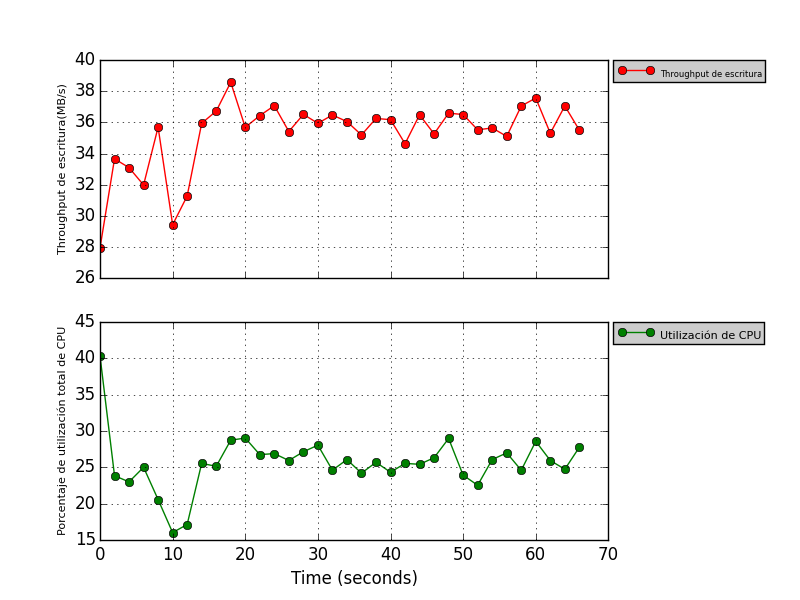 40
38
36
34
32
30
28
26
Throughput de escritura(MB/s)
Throughput de escritura
45
40
35
30
25
20
15
Porcentaje de utilización total de CPU
Utilización de CPU
0 10 20 30 40 50 60 70
Time (seconds)